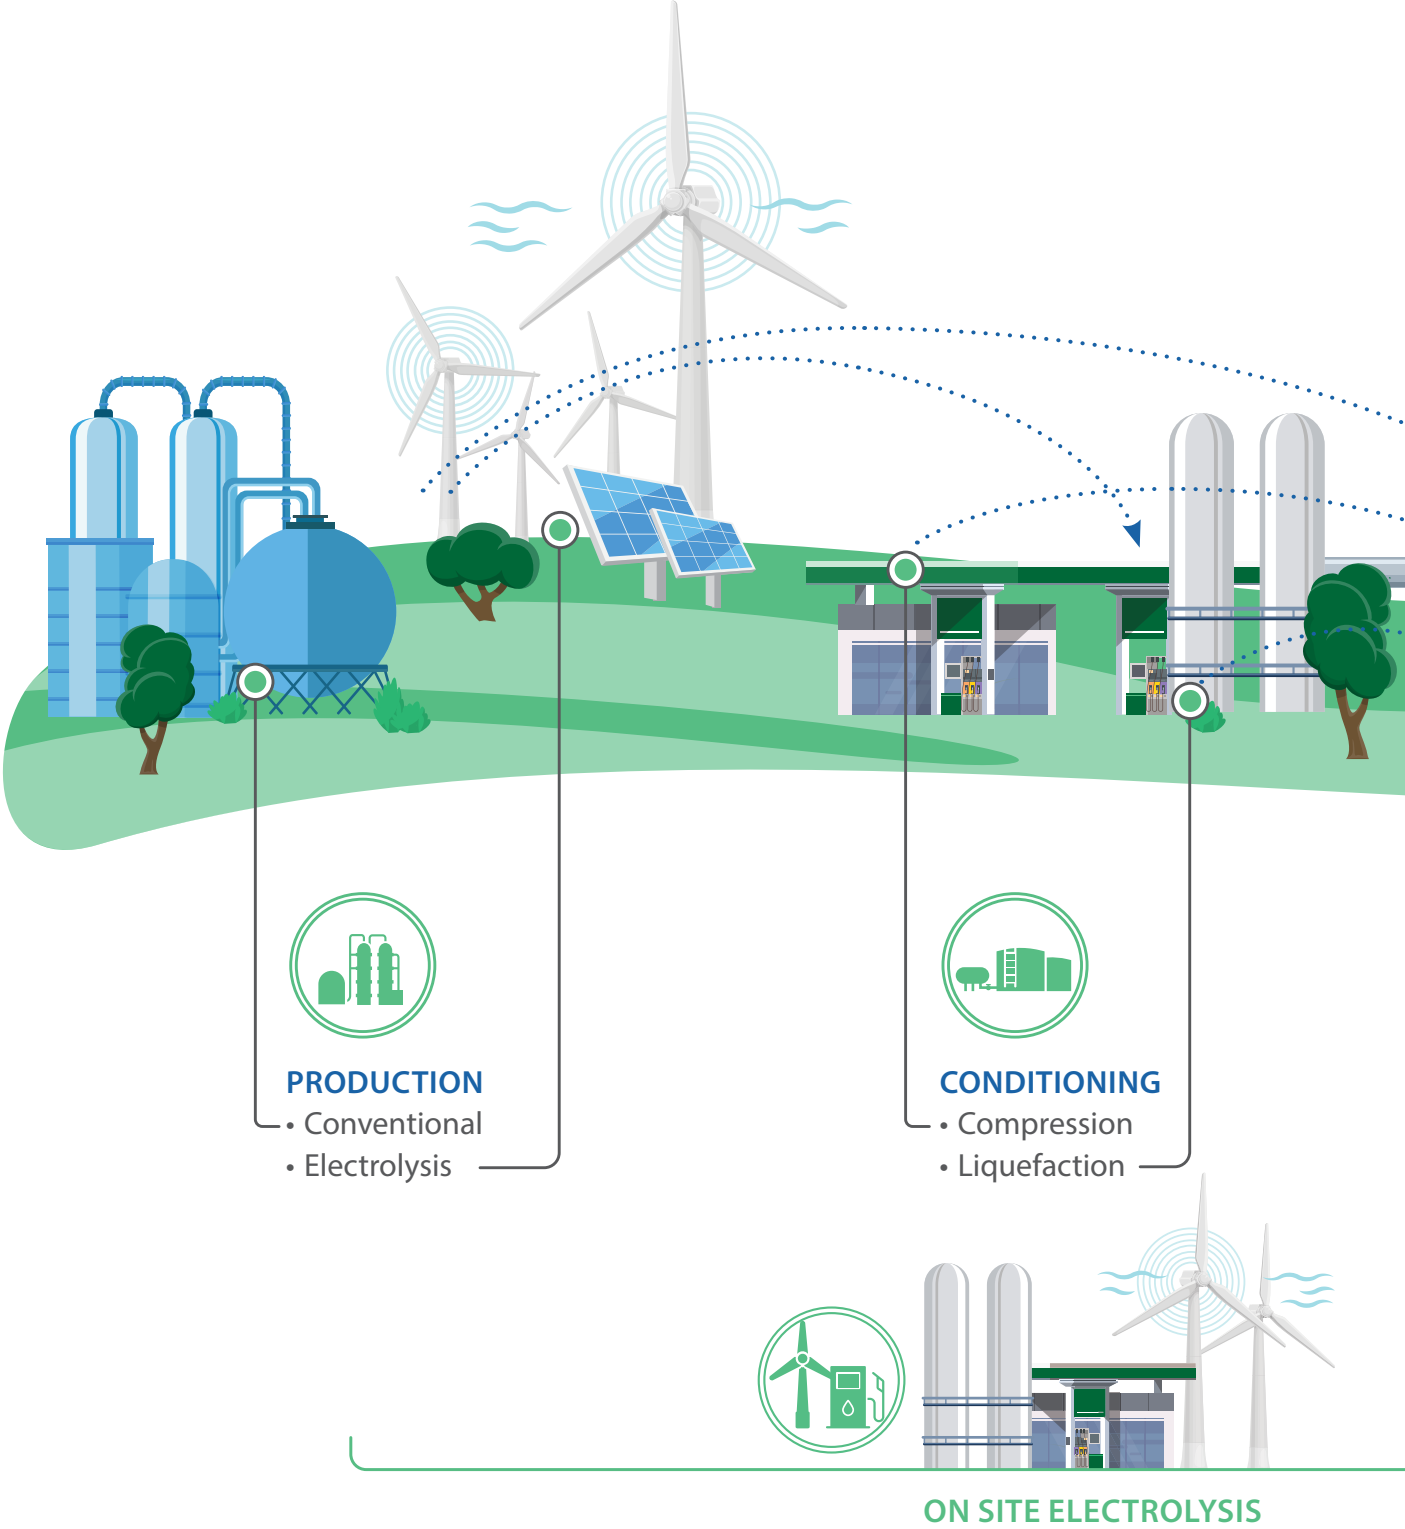 PRODUCTION
• Conventional
• Electrolysis
CONDITIONING
• Compression
• Liquefaction
ON SITE ELECTROLYSIS